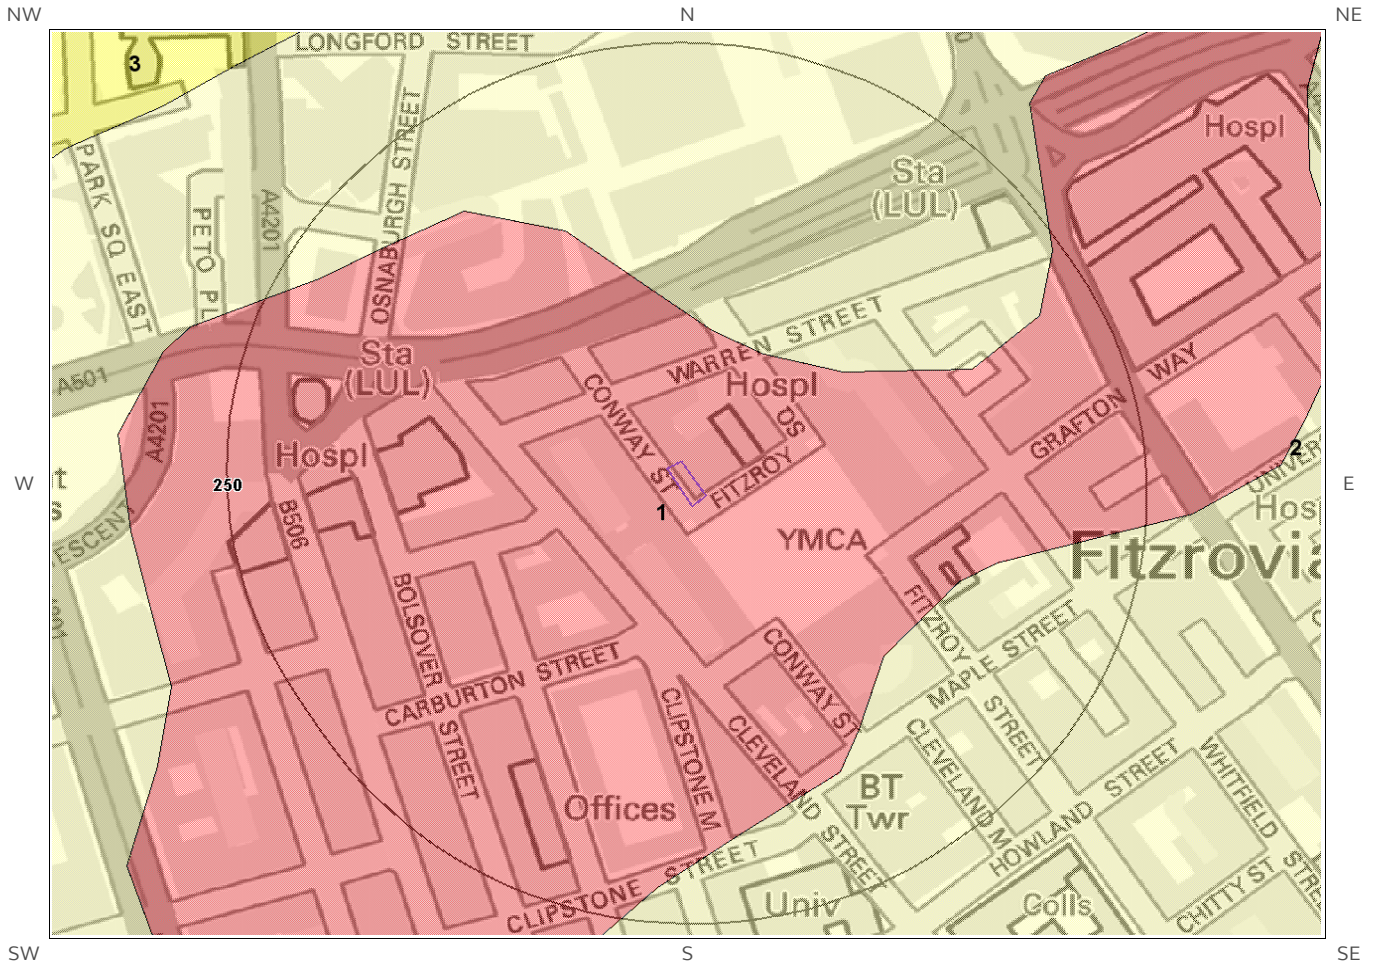 NW
N
NE
LONGFORD STREET
3
Hospl
PARK SQ EAST
PETO PL
A4201
OSNABURGH STREET
Sta
(LUL)
WARREN STREET
Sta
(LUL)
A501
A4201
Hospl
CONWAY ST
Hospl
FITZROY
SQ
GRAFTON WAY
2
W
250
1
E
B506
YMCA
Fitzrovia
BOLSOVER STREET
FITZROY
MAPLE STREET
STREET
CARBURTON STREET
CONWAY ST
CLIPSTONE M
CLEVELAND STREET
CLEVELAND M
HOWLAND STREET
WHITFIELD STREET
BT
Twr
Offices
CLIPSTONE STREET
Univ
Colls
CHITTY ST
SW
S
SE